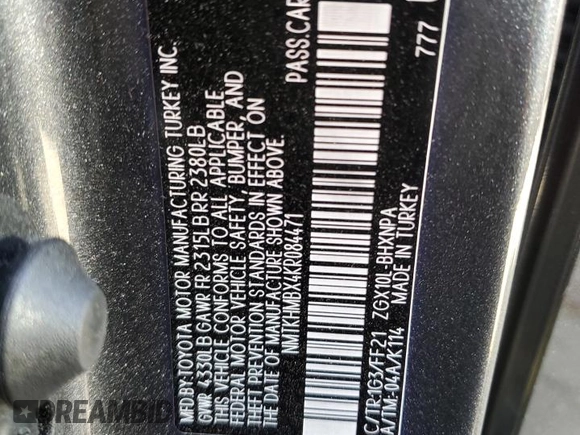 MFD BY: TOYOTA MOTOR MANUFACTURING TURKEY INC.
GVWR 4330LB GAWR FR 2315LB RR 2380LB
THIS VEHICLE CONFORMS TO ALL APPLICABLE
FEDERAL MOTOR VEHICLE SAFETY, BUMPER, AND
THEFT PREVENTION STANDARDS IN EFFECT ON
THE DATE OF MANUFACTURE SHOWN ABOVE.
NMTKHMBX4KR084471 PASS.CAR
C/TR:1G3/FF21 ZGX10L-BHXNPA 777
A/TM:-04A/K114 MADE IN TURKEY
DREAMBID